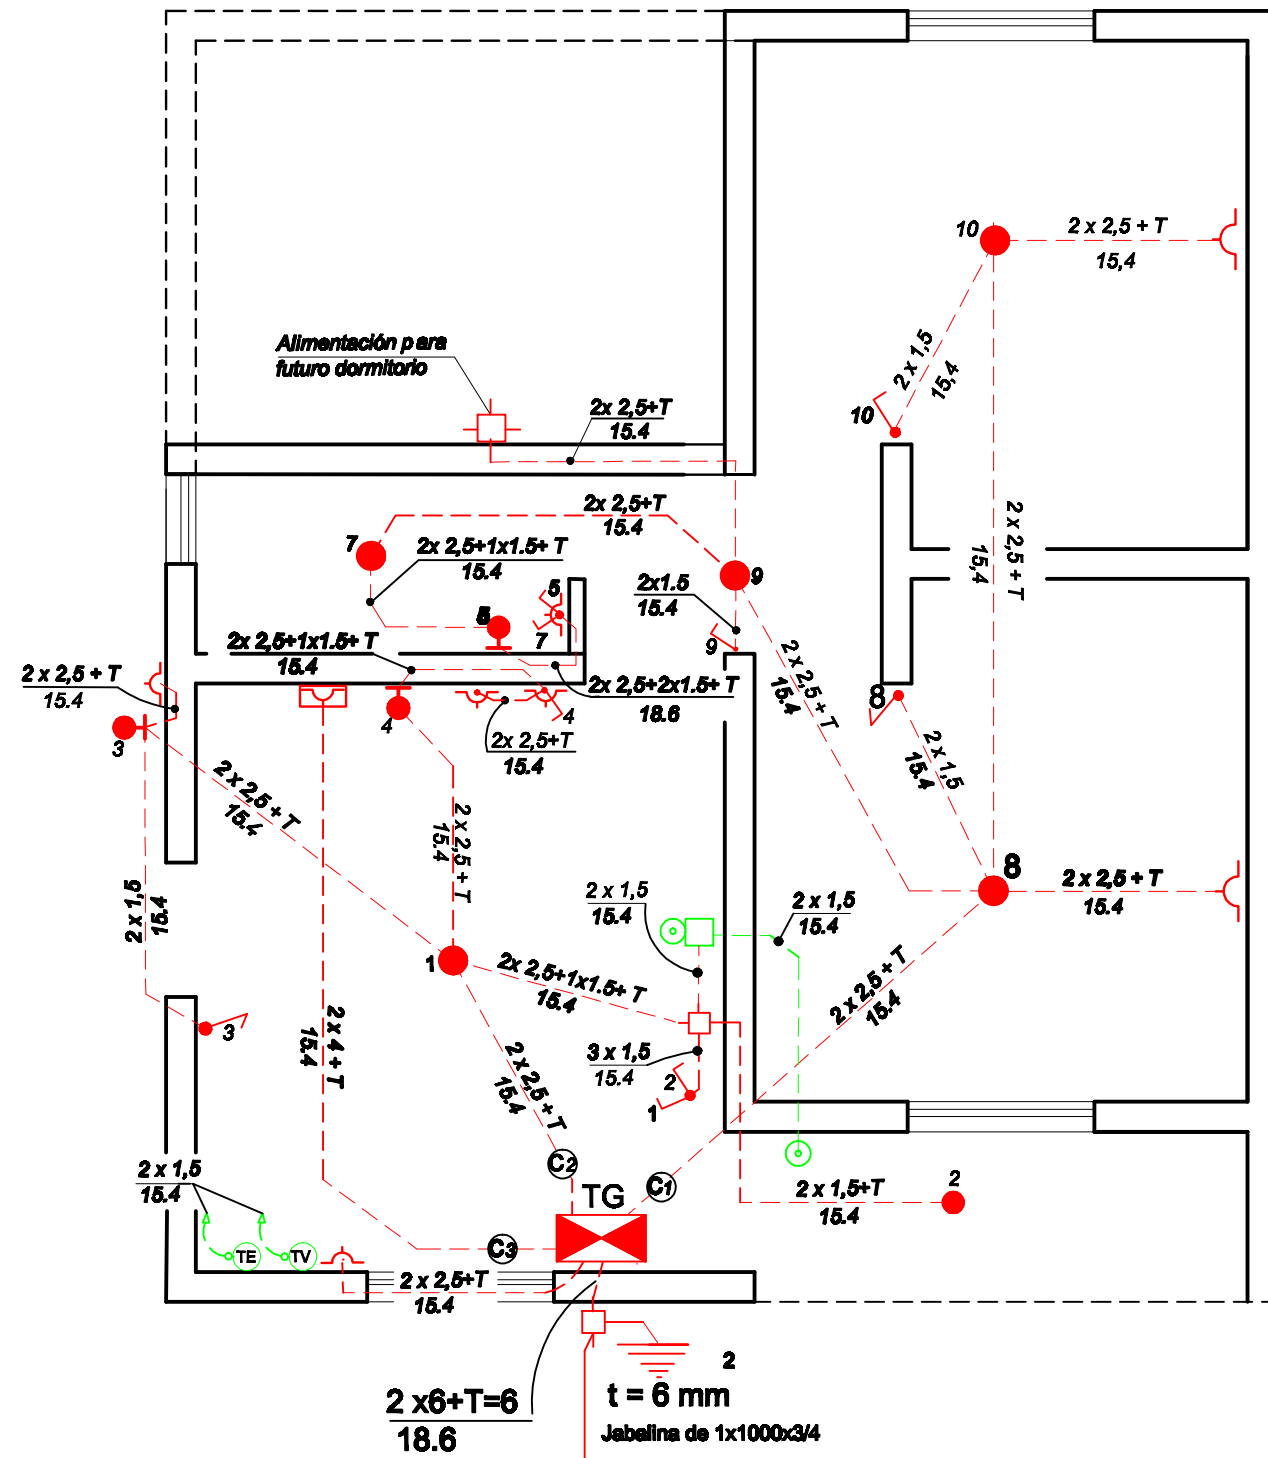 10
2 x 2,5 + T
15,4
2 x 1,5
15,4
10
Alimentación para
futuro dormitorio
2x 2,5+T
15.4
2x 2,5+T
15.4
7
2x 2,5+1x1.5+ T
15.4
9
2 x 2,5 + T
15,4
5
2x1.5
15.4
7
9
2x 2,5+1x1.5+ T
15.4
2 x 2,5 + T
15.4
2x 2,5+2x1.5+ T
18.6
2 x 2,5 + T
15.4
8
3
4
4
2x 2,5+T
15.4
2 x 1,5
15.4
2 x 2,5 + T
15.4
2 x 2,5 + T
15.4
8
2 x 2,5 + T
15.4
2 x 1,5
15.4
2 x 1,5
15.4
2 x 1,5
15.4
1
2x 2,5+1x1.5+ T
15.4
2 x 2,5 + T
15.4
3
2 x 4 + T
15.4
2 x 2,5 + T
15.4
3 x 1,5
15.4
2
1
C2
C1
TG
2 x 1,5
15.4
2
2 x 1,5+T
15.4
TE
TV
C3
2 x 2,5+T
15.4
2
2 x6+T=6
18.6
t = 6 mm
Jabalina de 1x1000x3/4